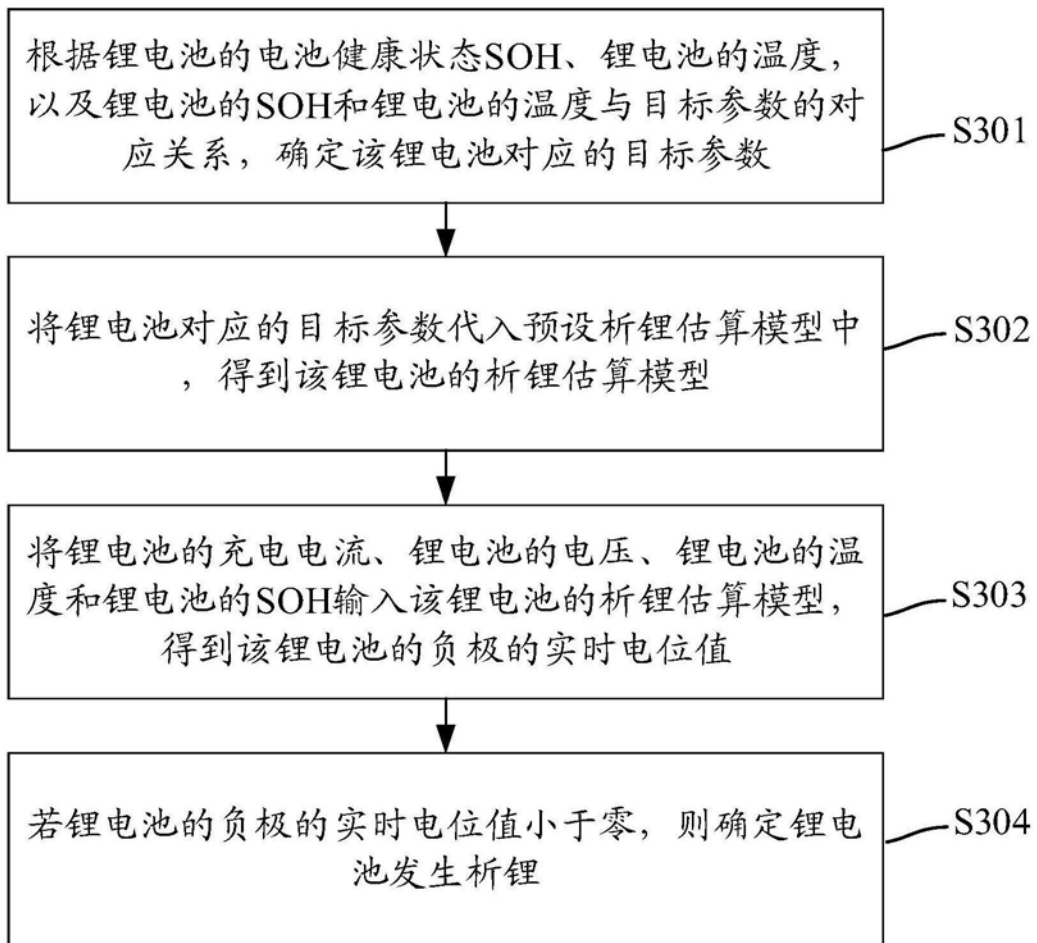 根据锂电池的电池健康状态SOH、锂电池的温度，
以及锂电池的SOH和锂电池的温度与目标参数的对
应关系，确定该锂电池对应的目标参数
S301
将锂电池对应的目标参数代入预设析锂估算模型中
，得到该锂电池的析锂估算模型
S302
将锂电池的充电电流、锂电池的电压、锂电池的温
度和锂电池的SOH输入该锂电池的析锂估算模型，
得到该锂电池的负极的实时电位值
S303
若锂电池的负极的实时电位值小于零，则确定锂电
池发生析锂
S304